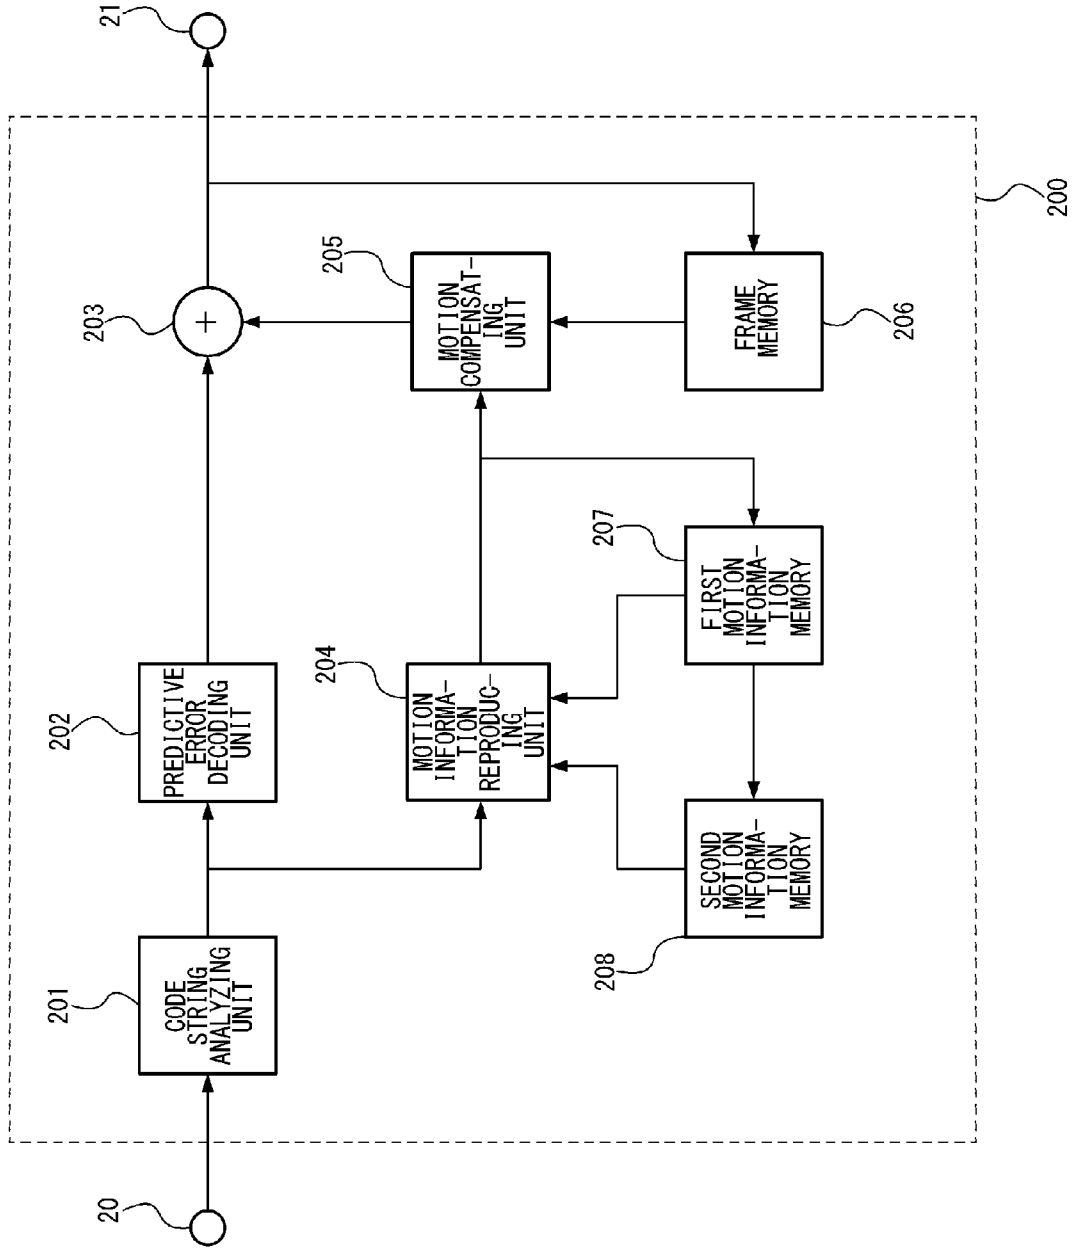 20
201
CODE
STRING
ANALYZING
UNIT
202
PREDICTIVE
ERROR
DECODING
UNIT
203
+
21
204
MOTION
INFORMA-
TION
REPRODUC-
ING
UNIT
205
MOTION
COMPENSAT-
ING
UNIT
208
SECOND
MOTION
INFORMA-
TION
MEMORY
207
FIRST
MOTION
INFORMA-
TION
MEMORY
FRAME
MEMORY
206
200